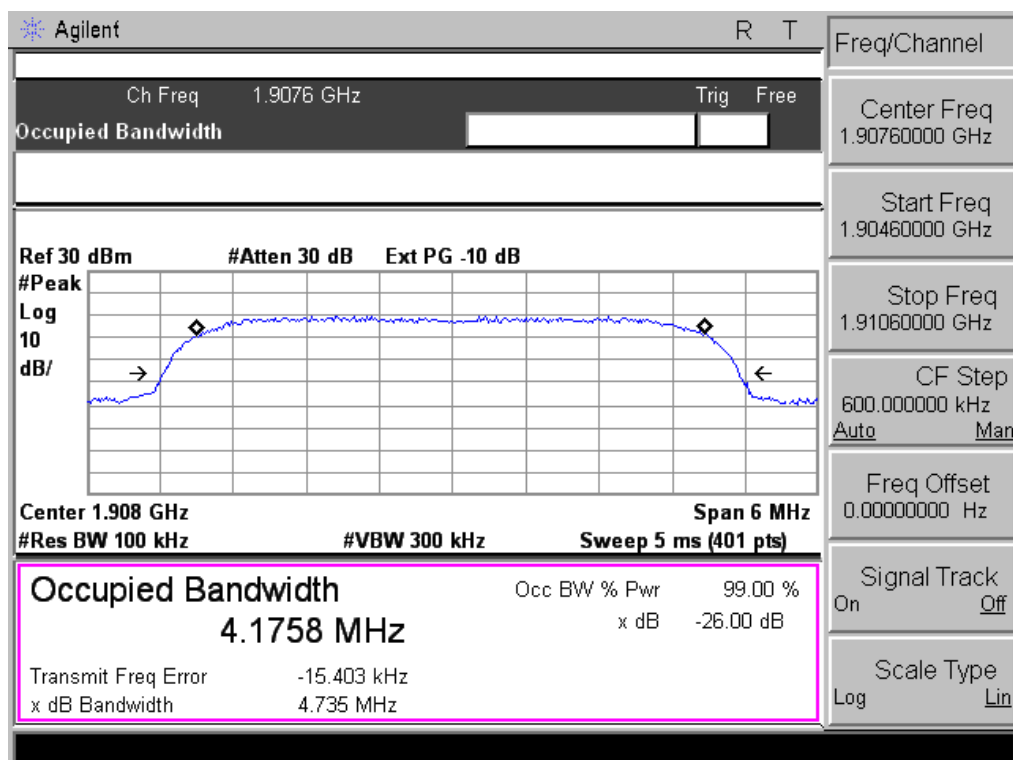 Agilent R T
Ch Freq 1.9076 GHz Trig Free
Occupied Bandwidth
Ref 30 dBm #Atten 30 dB Ext PG -10 dB
#Peak
Log
10
dB/
Center 1.908 GHz Span 6 MHz
#Res BW 100 kHz #VBW 300 kHz Sweep 5 ms (401 pts)
Occupied Bandwidth Occ BW % Pwr 99.00 %
4.1758 MHz x dB -26.00 dB
Transmit Freq Error -15.403 kHz
x dB Bandwidth 4.735 MHz
Freq/Channel
Center Freq
1.90760000 GHz
Start Freq
1.90460000 GHz
Stop Freq
1.91060000 GHz
CF Step
600.000000 kHz
Auto Man
Freq Offset
0.00000000 Hz
Signal Track
On Off
Scale Type
Log Lin